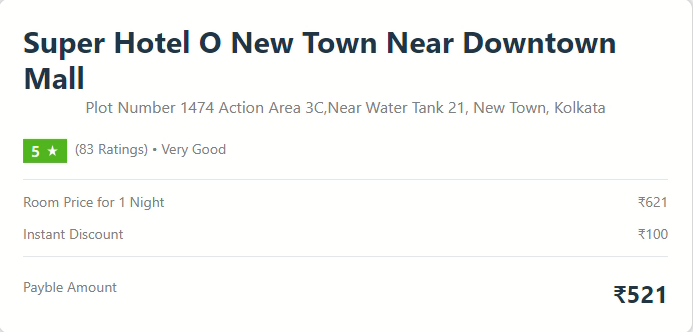 Super Hotel O New Town Near Downtown
Mall
Plot Number 1474 Action Area 3C,Near Water Tank 21, New Town, Kolkata
5 ★ (83 Ratings) • Very Good
Room Price for 1 Night ₹621
Instant Discount ₹100
Payble Amount ₹521